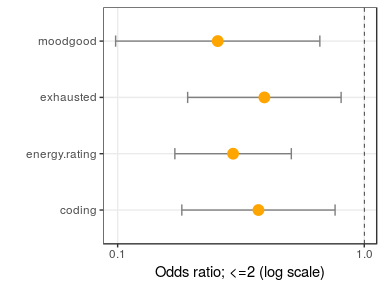 moodgood
exhausted
energy.rating
coding
0.1 1.0
Odds ratio; <=2 (log scale)